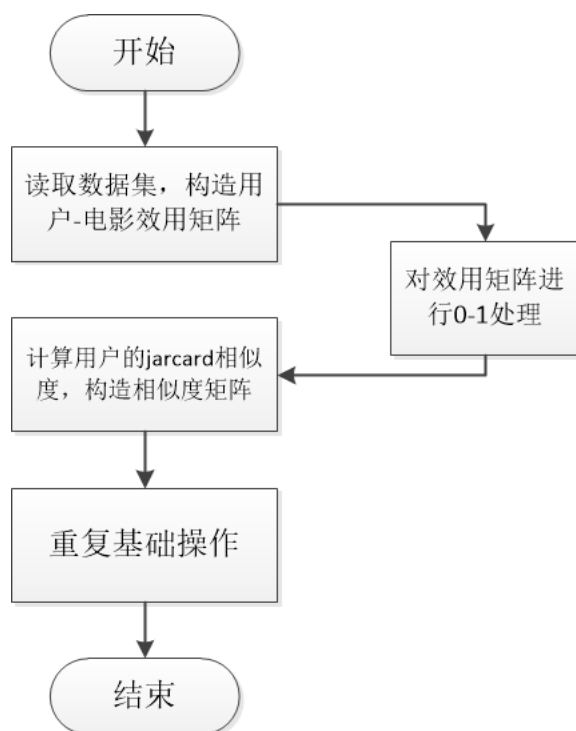 开始
读取数据集，构造用
户-电影效用矩阵
对效用矩阵进
行0-1处理
计算用户的jarcard相似
度，构造相似度矩阵
重复基础操作
结束